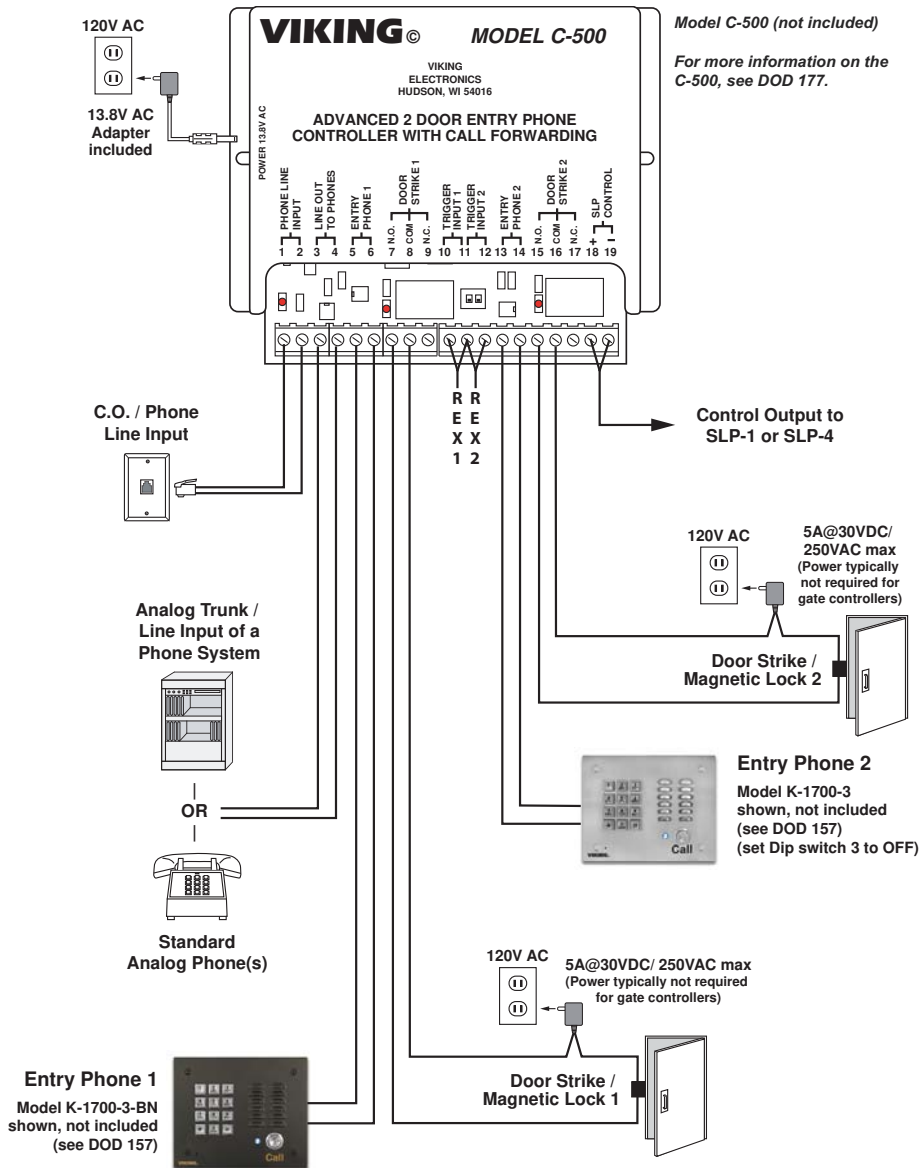 120V AC
13.8V AC
Adapter
included
VIKING©
MODEL C-500
VIKING
ELECTRONICS
HUDSON, WI 54016
ADVANCED 2 DOOR ENTRY PHONE
CONTROLLER WITH CALL FORWARDING
POWER 13.8V AC
PHONE LINE
INPUT
LINE OUT
TO PHONES
ENTRY
PHONE 1
DOOR
STRIKE 1
N.O.
COM
N.C.
TRIGGER
INPUT 1
TRIGGER
INPUT 2
ENTRY
PHONE 2
DOOR
STRIKE 2
N.O.
COM
N.C.
SLP
CONTROL
+
–
1 2 3 4 5 6 7 8 9 10 11 12 13 14 15 16 17 18 19
Model C-500 (not included)
For more information on the
C-500, see DOD 177.
REX1
REX2
C.O. / Phone
Line Input
Control Output to
SLP-1 or SLP-4
120V AC
5A@30VDC/
250VAC max
(Power typically
not required for
gate controllers)
Door Strike /
Magnetic Lock 2
Analog Trunk /
Line Input of a
Phone System
OR
Standard
Analog Phone(s)
Entry Phone 2
Model K-1700-3
shown, not included
(see DOD 157)
(set Dip switch 3 to OFF)
VIKING
Call
120V AC
5A@30VDC/ 250VAC max
(Power typically not required
for gate controllers)
Door Strike /
Magnetic Lock 1
Entry Phone 1
Model K-1700-3-BN
shown, not included
(see DOD 157)
VIKING
Call